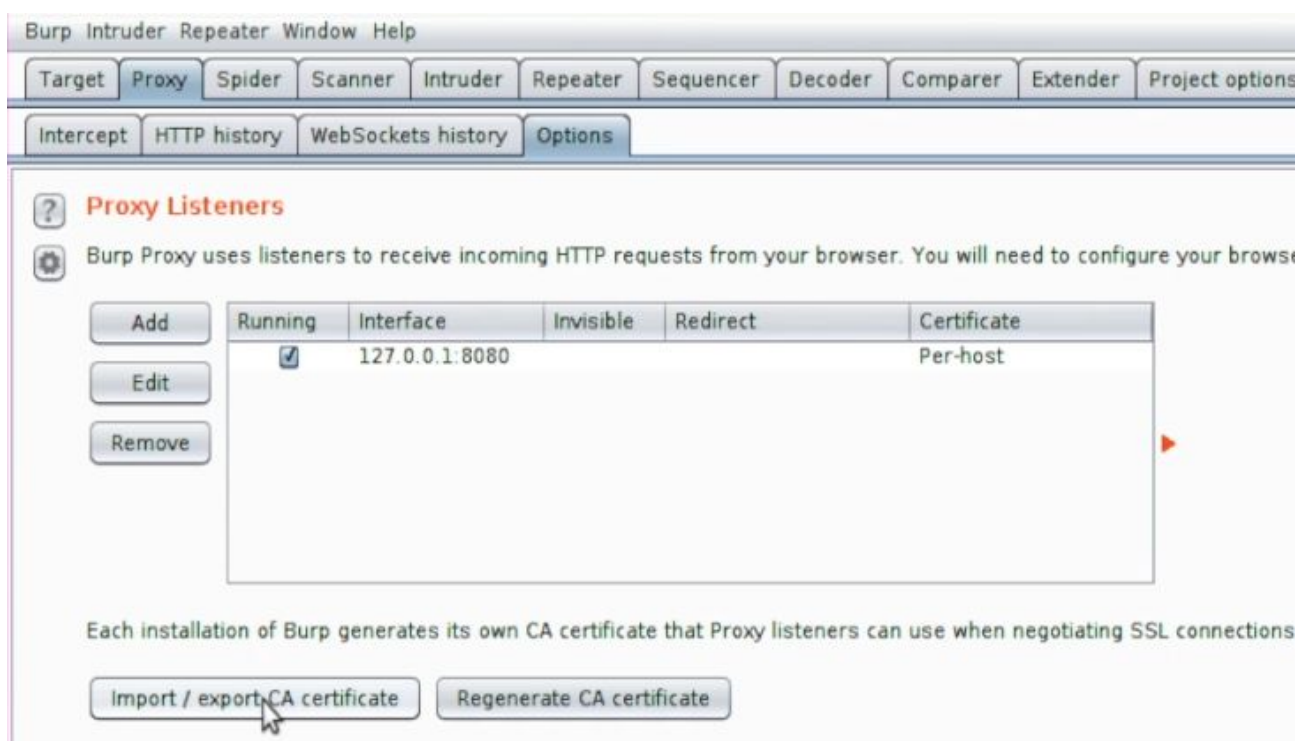 Burp Intruder Repeater Window Help
Target Proxy Spider Scanner Intruder Repeater Sequencer Decoder Comparer Extender Project options
Intercept HTTP history WebSockets history Options
? Proxy Listeners
Burp Proxy uses listeners to receive incoming HTTP requests from your browser. You will need to configure your browse
Add Running Interface Invisible Redirect Certificate
127.0.0.1:8080 Per-host
Edit
Remove
Each installation of Burp generates its own CA certificate that Proxy listeners can use when negotiating SSL connections
Import / export CA certificate Regenerate CA certificate